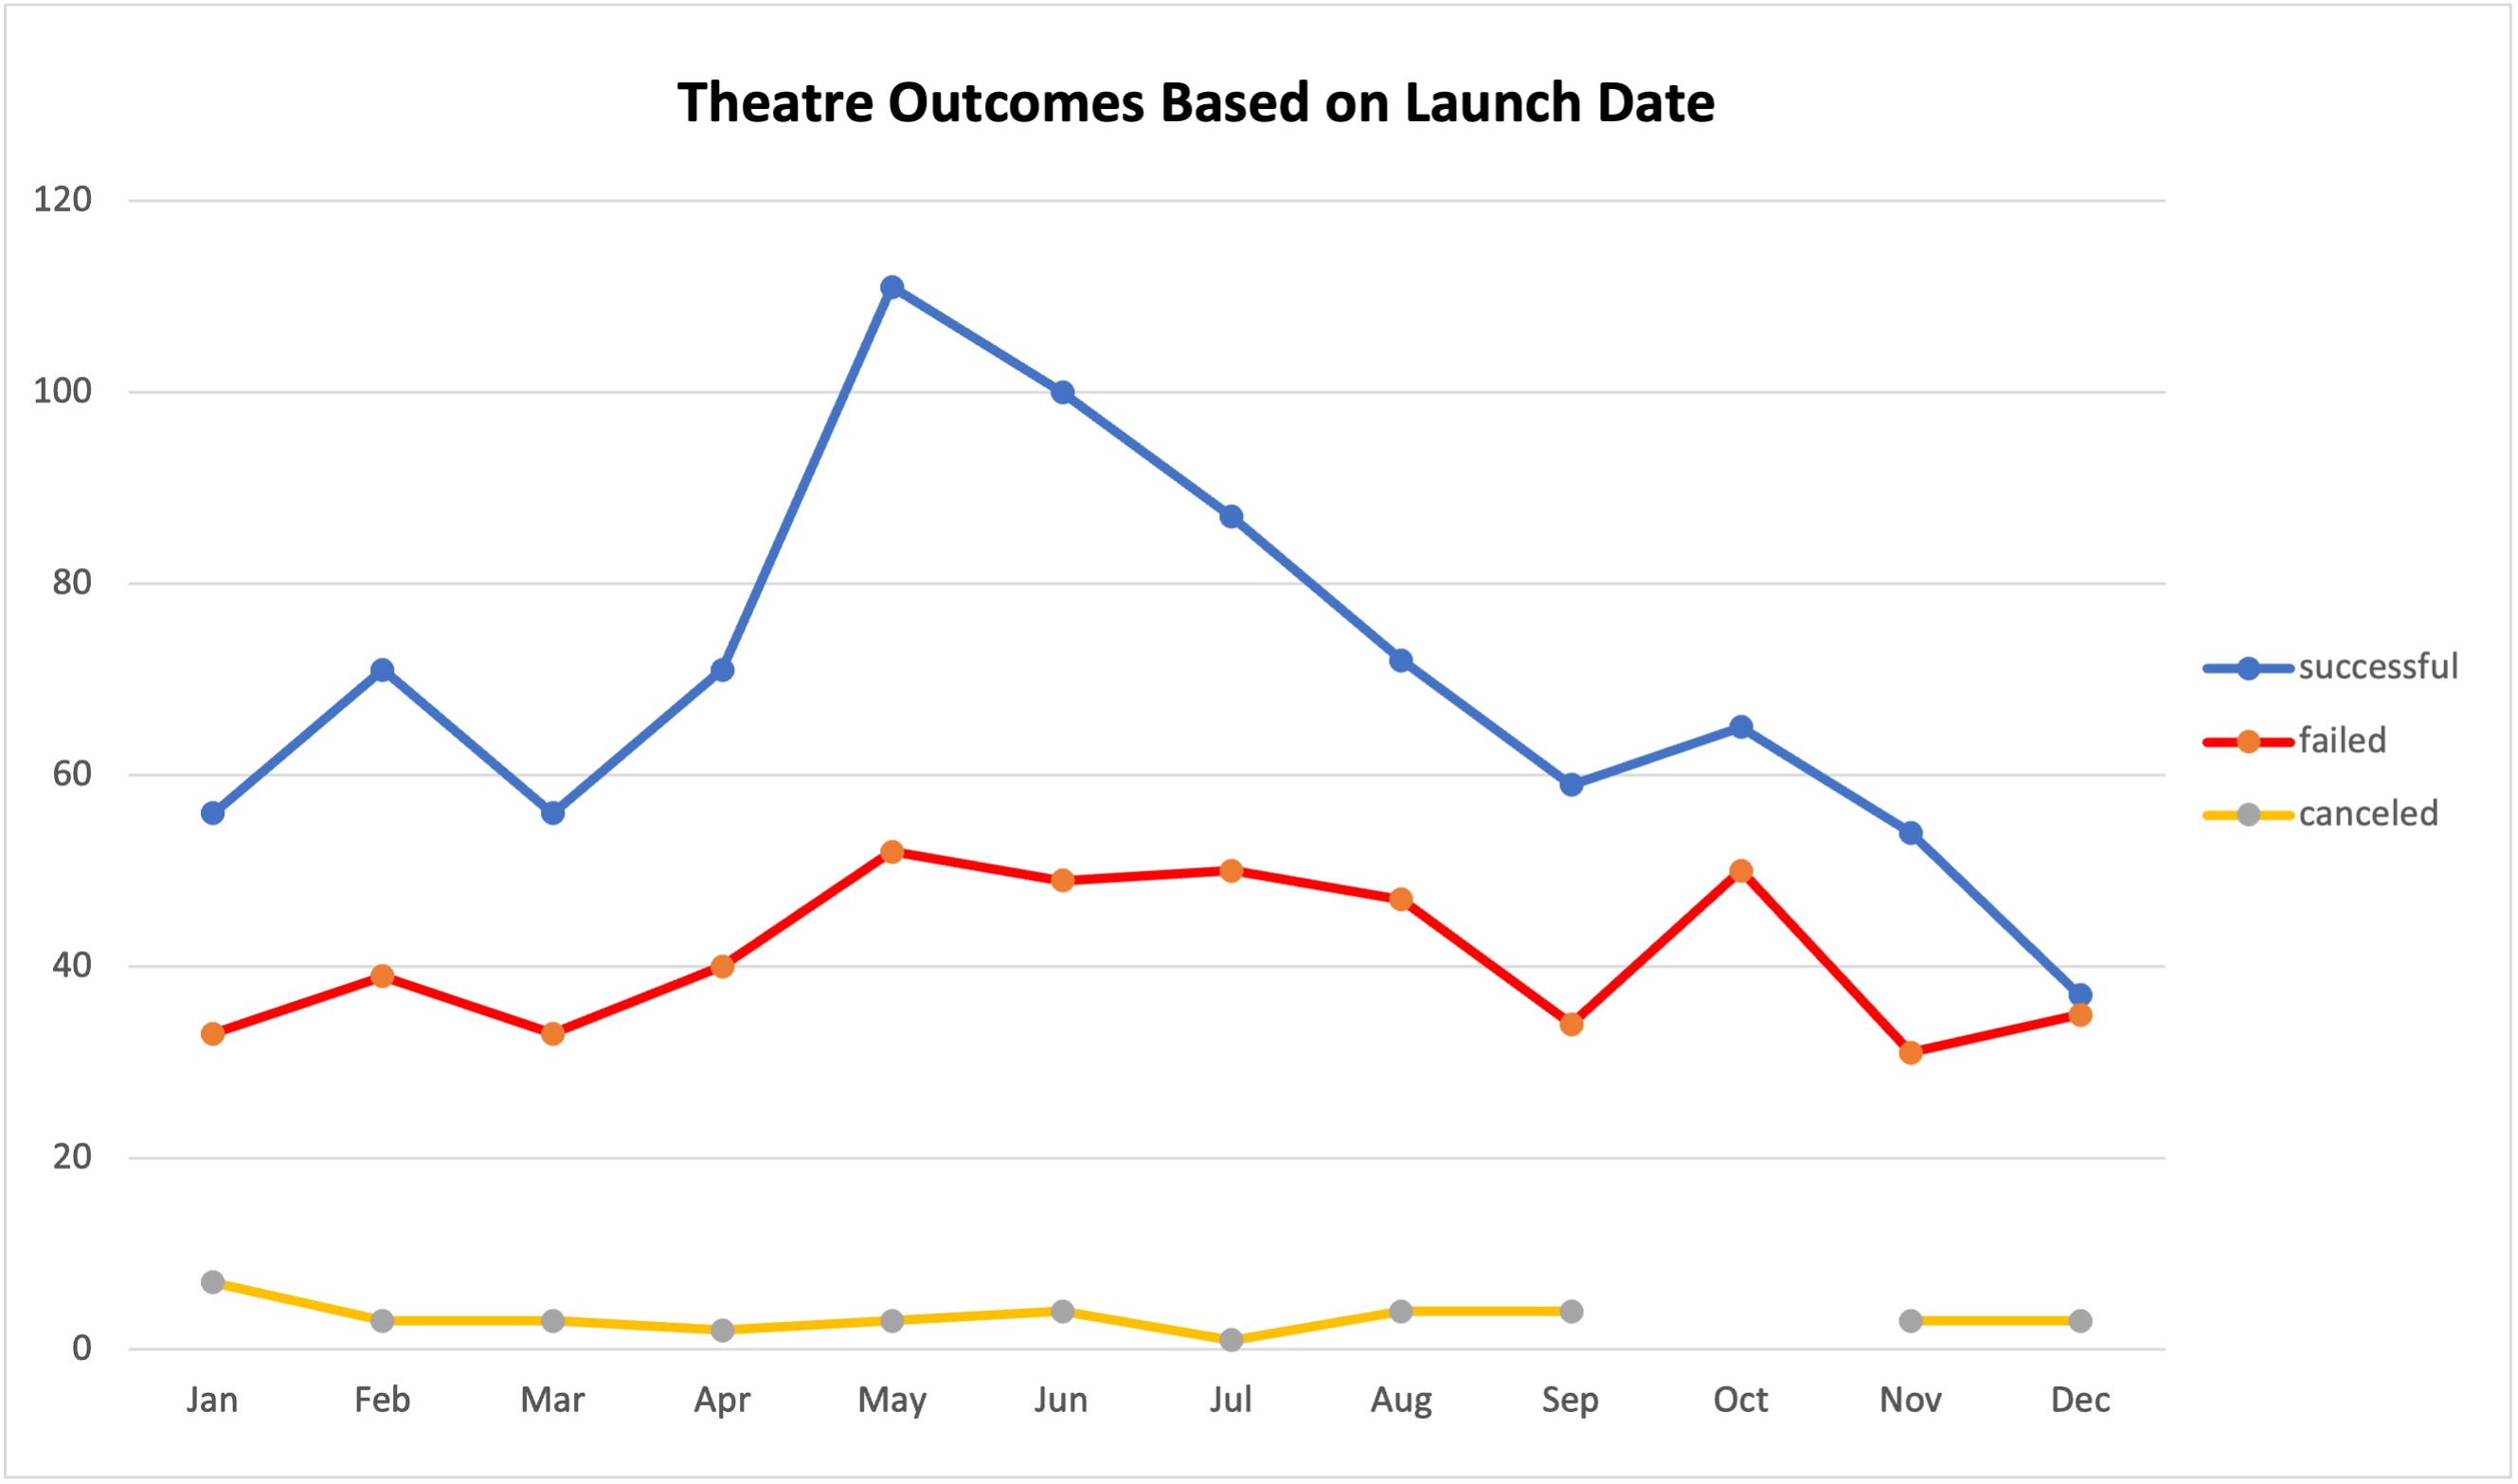 Theatre Outcomes Based on Launch Date
120
100
80
60
40
20
0
Jan Feb Mar Apr May Jun Jul Aug Sep Oct Nov Dec
successful
failed
canceled